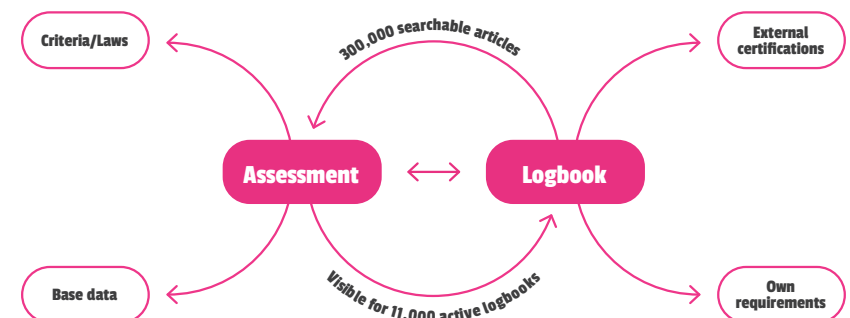 Criteria/Laws
300,000 searchable articles
External
certifications
Assessment
Logbook
Base data
Visible for 11,000 active logbooks
Own
requirements